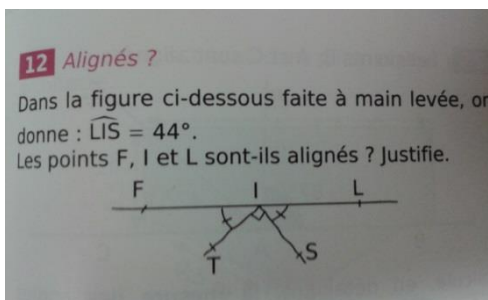 12 Alignés ?
Dans la figure ci-dessous faite à main levée, on
donne : LIS = 44°.
Les points F, I et L sont-ils alignés ? Justifie.
F I L
T S